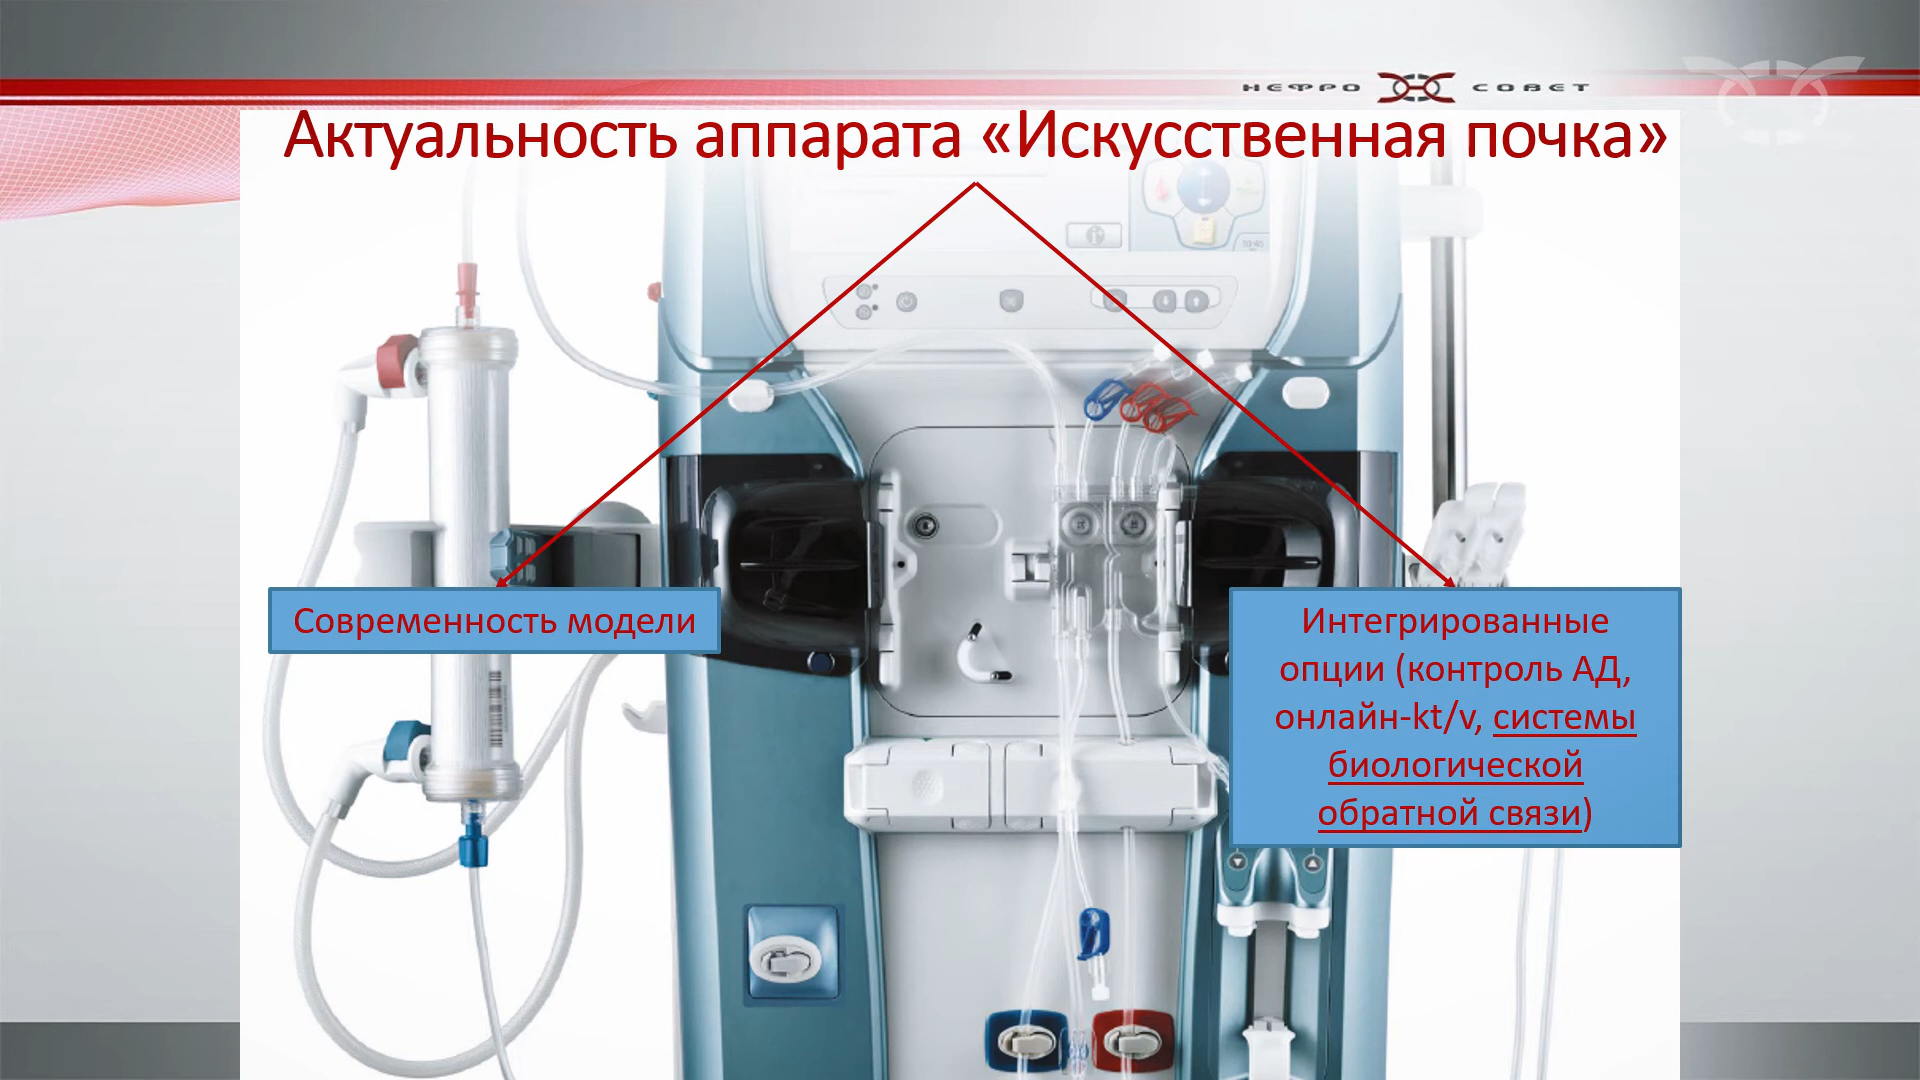 НЕФРО СОВЕТ
Актуальность аппарата «Искусственная почка»
Современность модели
Интегрированные
опции (контроль АД,
онлайн-kt/v, системы
биологической
обратной связи)